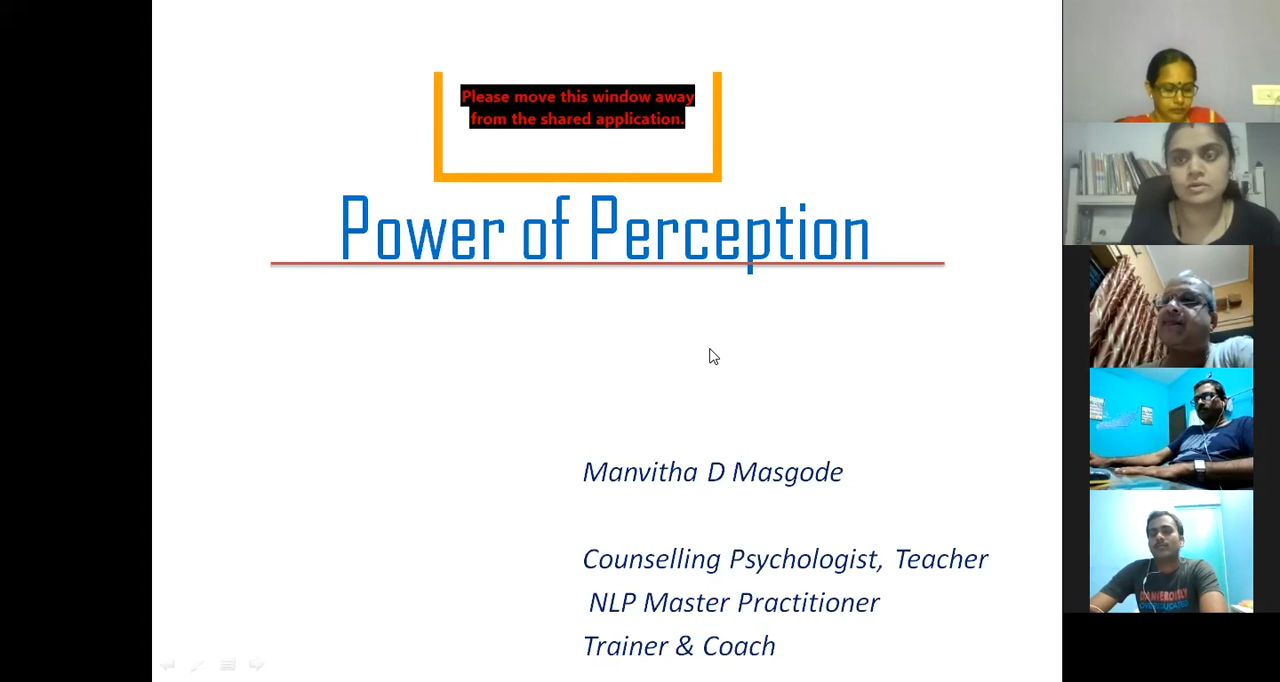 Please move this window away
from the shared application.
Power of Perception
Manvitha D Masgode
Counselling Psychologist, Teacher
NLP Master Practitioner
Trainer & Coach
OVEREDUCATED